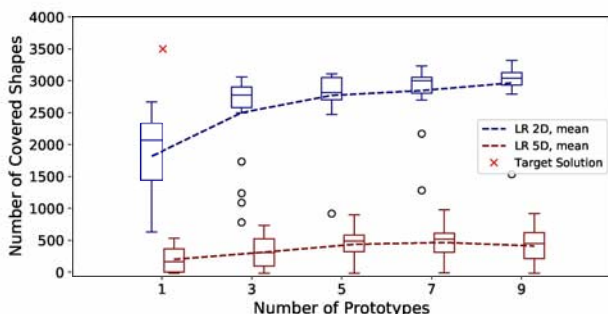 4000
3500
3000
2500
2000
1500
1000
500
0
Number of Covered Shapes
LR 2D, mean
LR 5D, mean
Target Solution
1 3 5 7 9
Number of Prototypes